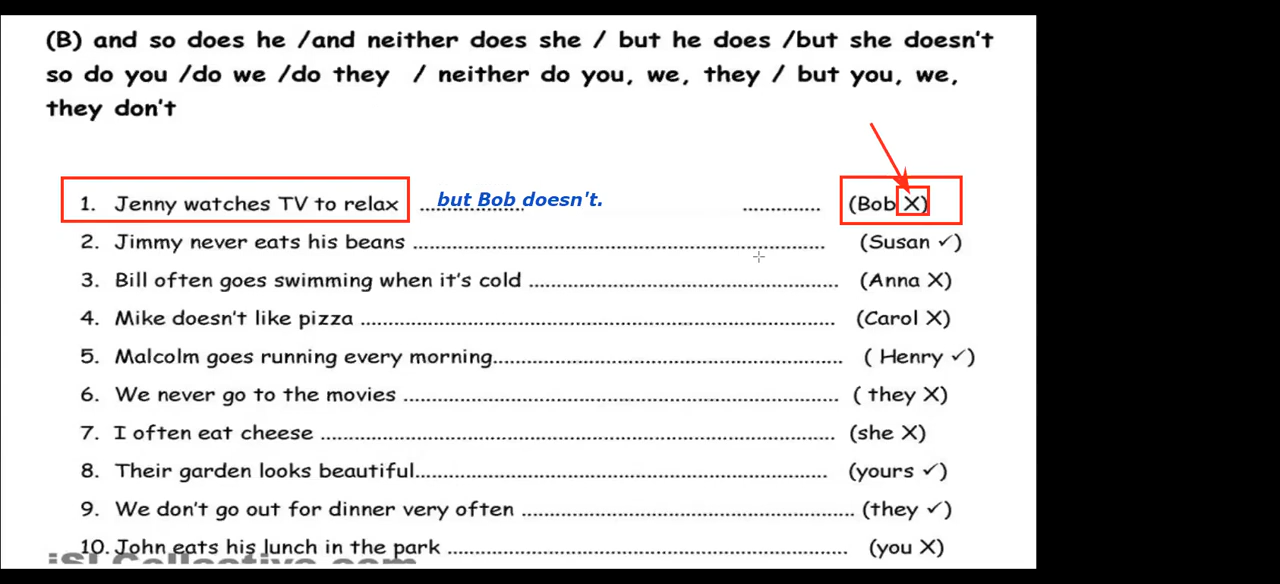 (B) and so does he /and neither does she / but he does /but she doesn't
so do you /do we /do they / neither do you, we, they / but you, we,
they don't
1. Jenny watches TV to relax ..... but Bob doesn't. ............. (Bob X)
2. Jimmy never eats his beans ............................................................ (Susan ✓)
3. Bill often goes swimming when it's cold ............................................. (Anna X)
4. Mike doesn't like pizza ...................................................................... (Carol X)
5. Malcolm goes running every morning.................................................... ( Henry ✓)
6. We never go to the movies ................................................................ ( they X)
7. I often eat cheese ............................................................................ (she X)
8. Their garden looks beautiful............................................................. (yours ✓)
9. We don't go out for dinner very often ................................................. (they ✓)
10. John eats his lunch in the park .......................................................... (you X)
iSLCollective.com